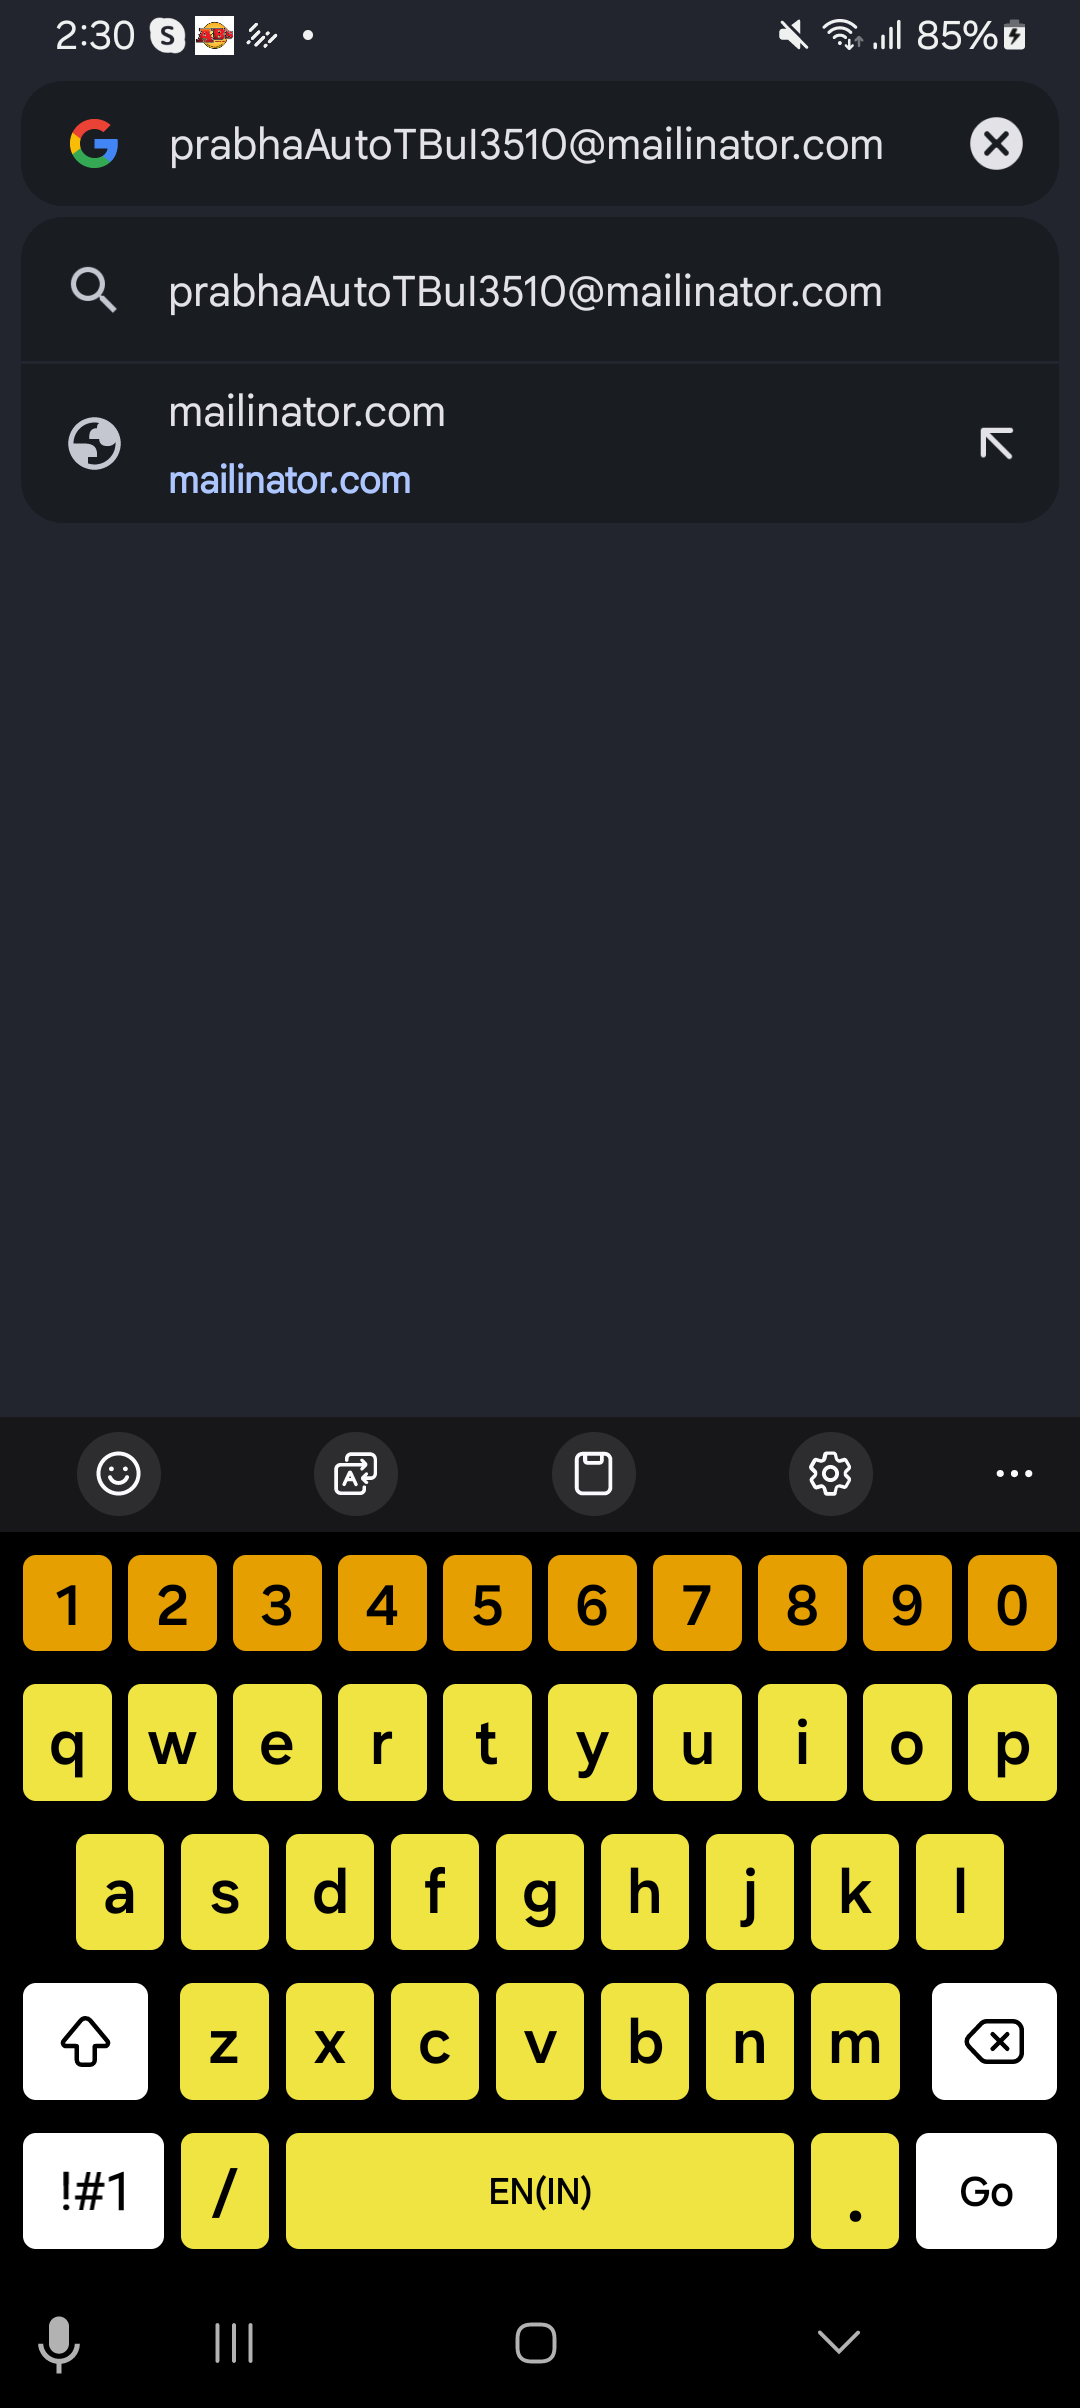 2:30
85%
prabhaAutoTBuI3510@mailinator.com
prabhaAutoTBuI3510@mailinator.com
mailinator.com
mailinator.com
1 2 3 4 5 6 7 8 9 0
q w e r t y u i o p
a s d f g h j k l
z x c v b n m
!#1 / EN(IN) . Go